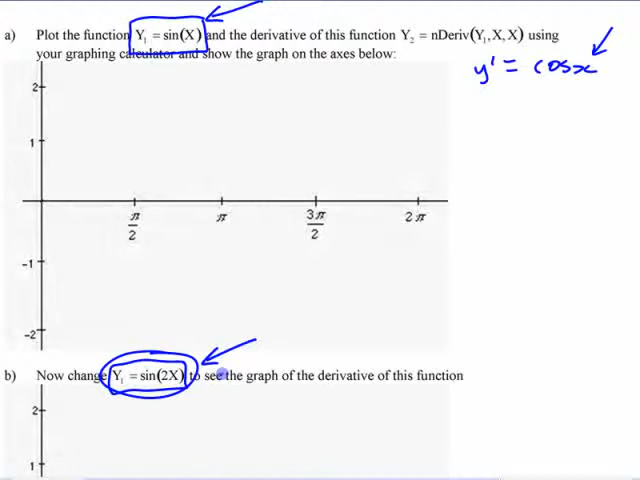 a) Plot the function Y₁ = sin(X) and the derivative of this function Y₂ = nDeriv(Y₁, X, X) using
your graphing calculator and show the graph on the axes below:
y' = cosx
2
1
π/2 π 3π/2 2π
-1
-2
b) Now change Y₁ = sin(2X) to see the graph of the derivative of this function
2
1